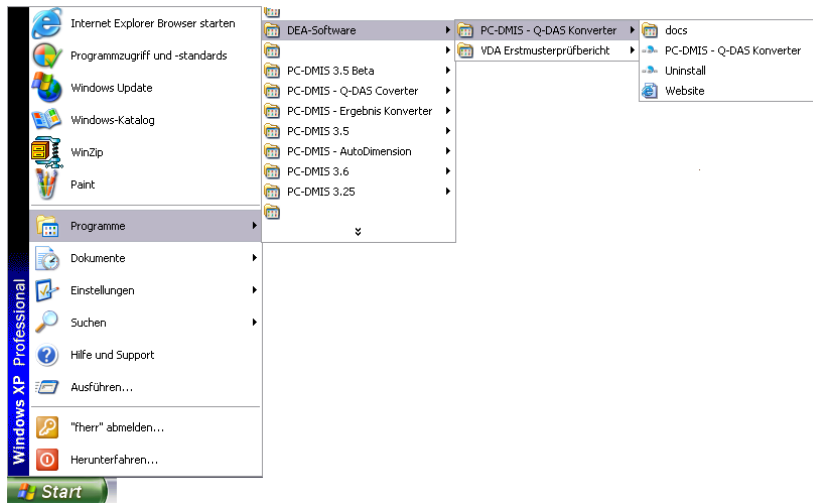 Internet Explorer Browser starten
Programmzugriff und -standards
Windows Update
Windows-Katalog
WinZip
Paint
Programme
Dokumente
Einstellungen
Suchen
Hilfe und Support
Ausführen...
"fherr" abmelden...
Herunterfahren...
Windows XP Professional
Start
DEA-Software
PC-DMIS 3.5 Beta
PC-DMIS - Q-DAS Coverter
PC-DMIS - Ergebnis Konverter
PC-DMIS 3.5
PC-DMIS - AutoDimension
PC-DMIS 3.6
PC-DMIS 3.25
PC-DMIS - Q-DAS Konverter
VDA Erstmusterprüfbericht
docs
PC-DMIS - Q-DAS Konverter
Uninstall
Website